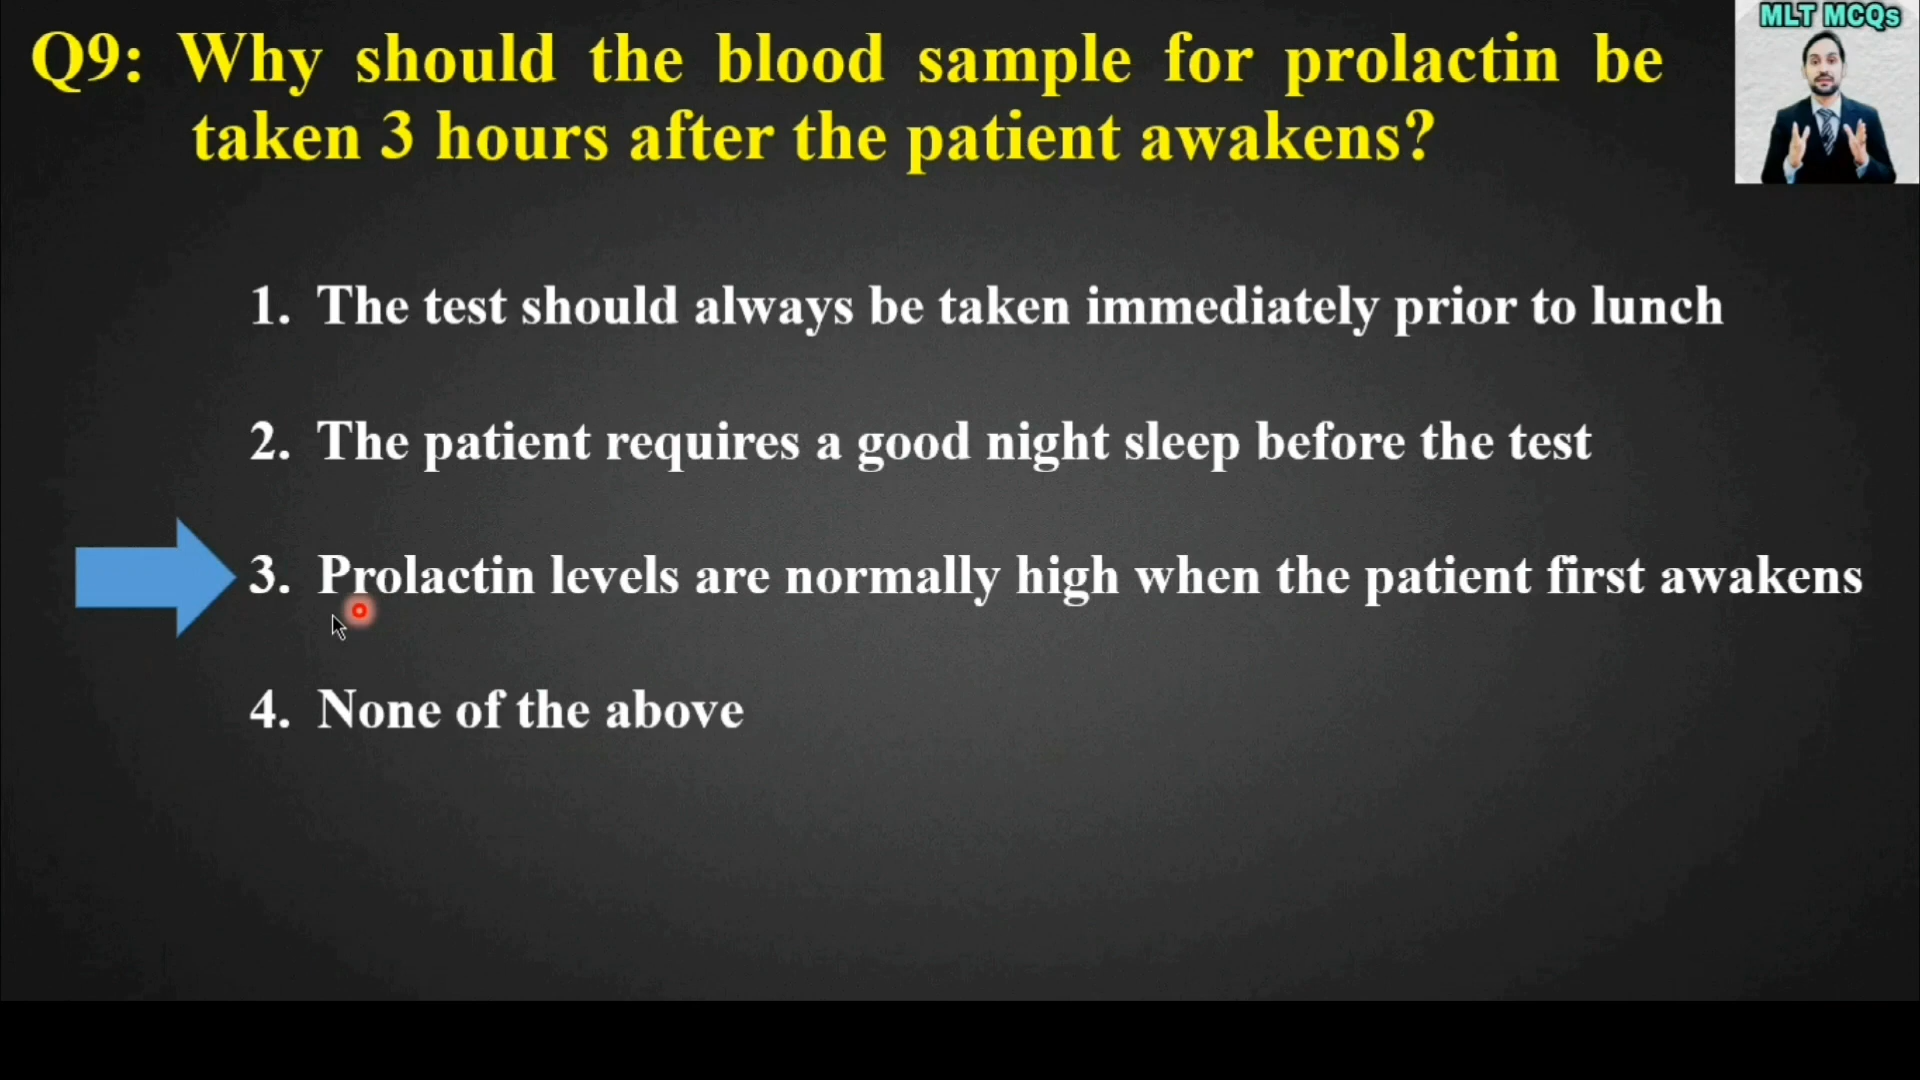 MLT MCQs
Q9: Why should the blood sample for prolactin be
taken 3 hours after the patient awakens?
1. The test should always be taken immediately prior to lunch
2. The patient requires a good night sleep before the test
3. Prolactin levels are normally high when the patient first awakens
4. None of the above